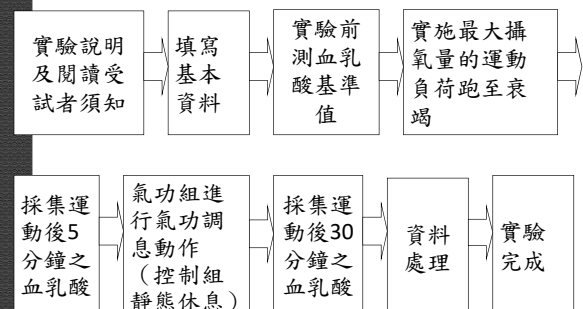 實驗說明
及閱讀受
試者須知
填寫
基本
資料
實驗前
測血乳
酸基準
值
實施最大攝
氧量的運動
負荷跑至衰
竭
採集運
動後5
分鐘之
血乳酸
氣功組進
行氣功調
息動作
（控制組
靜態休息）
採集運
動後30
分鐘之
血乳酸
資料
處理
實驗
完成